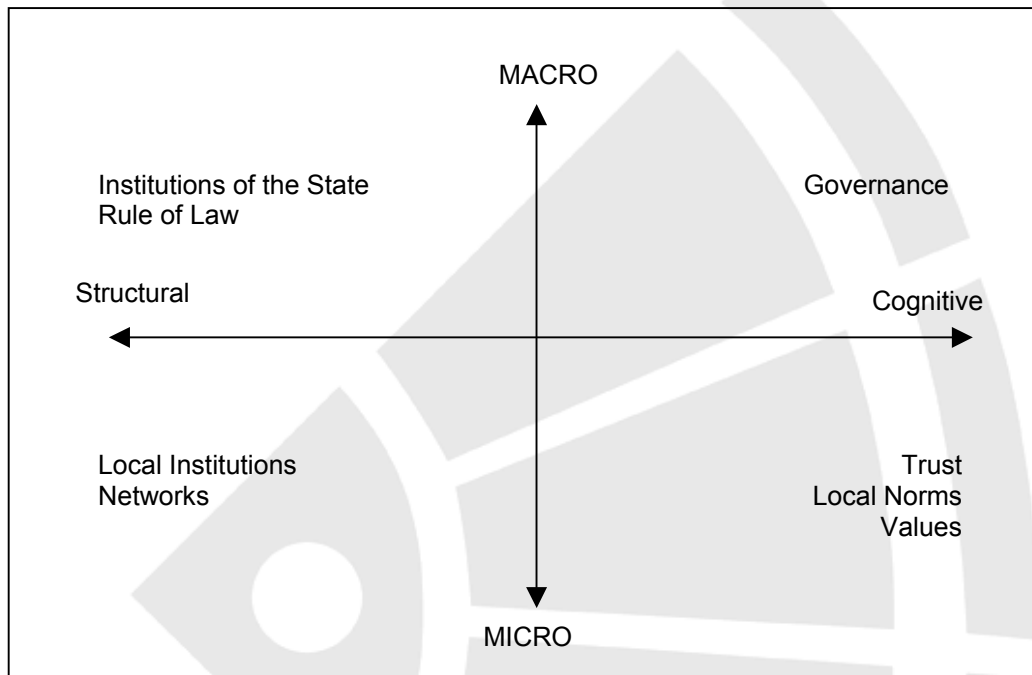 MACRO
Institutions of the State
Rule of Law
Governance
Structural
Cognitive
Local Institutions
Networks
Trust
Local Norms
Values
MICRO